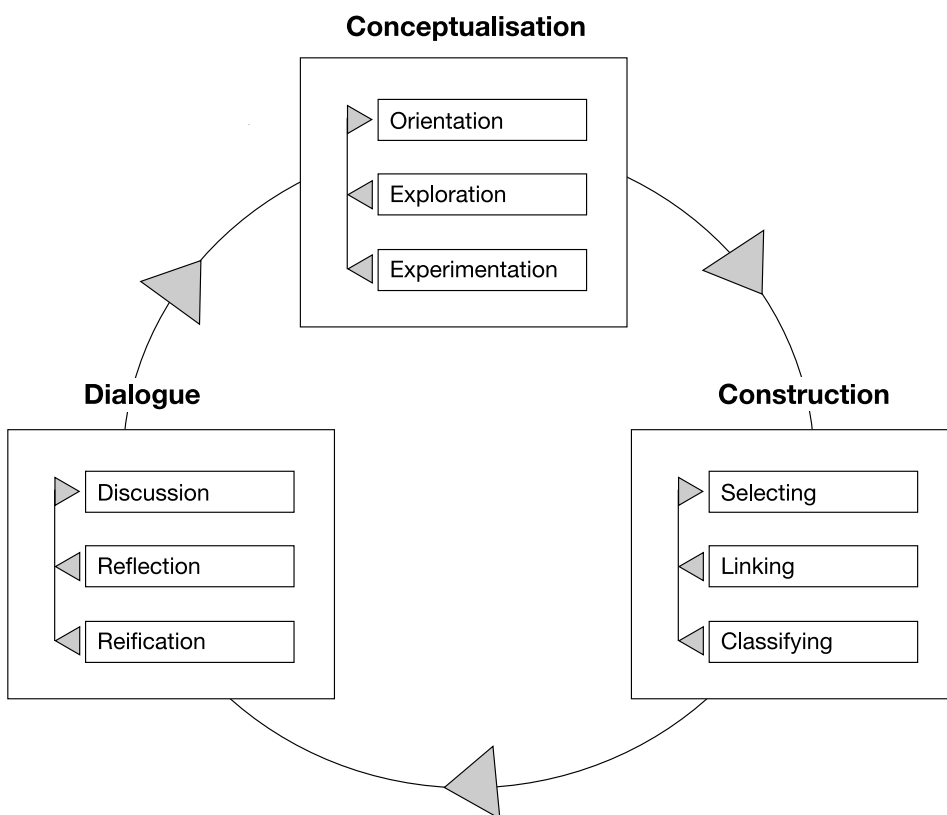 Conceptualisation
Orientation
Exploration
Experimentation
Dialogue
Discussion
Reflection
Reification
Construction
Selecting
Linking
Classifying